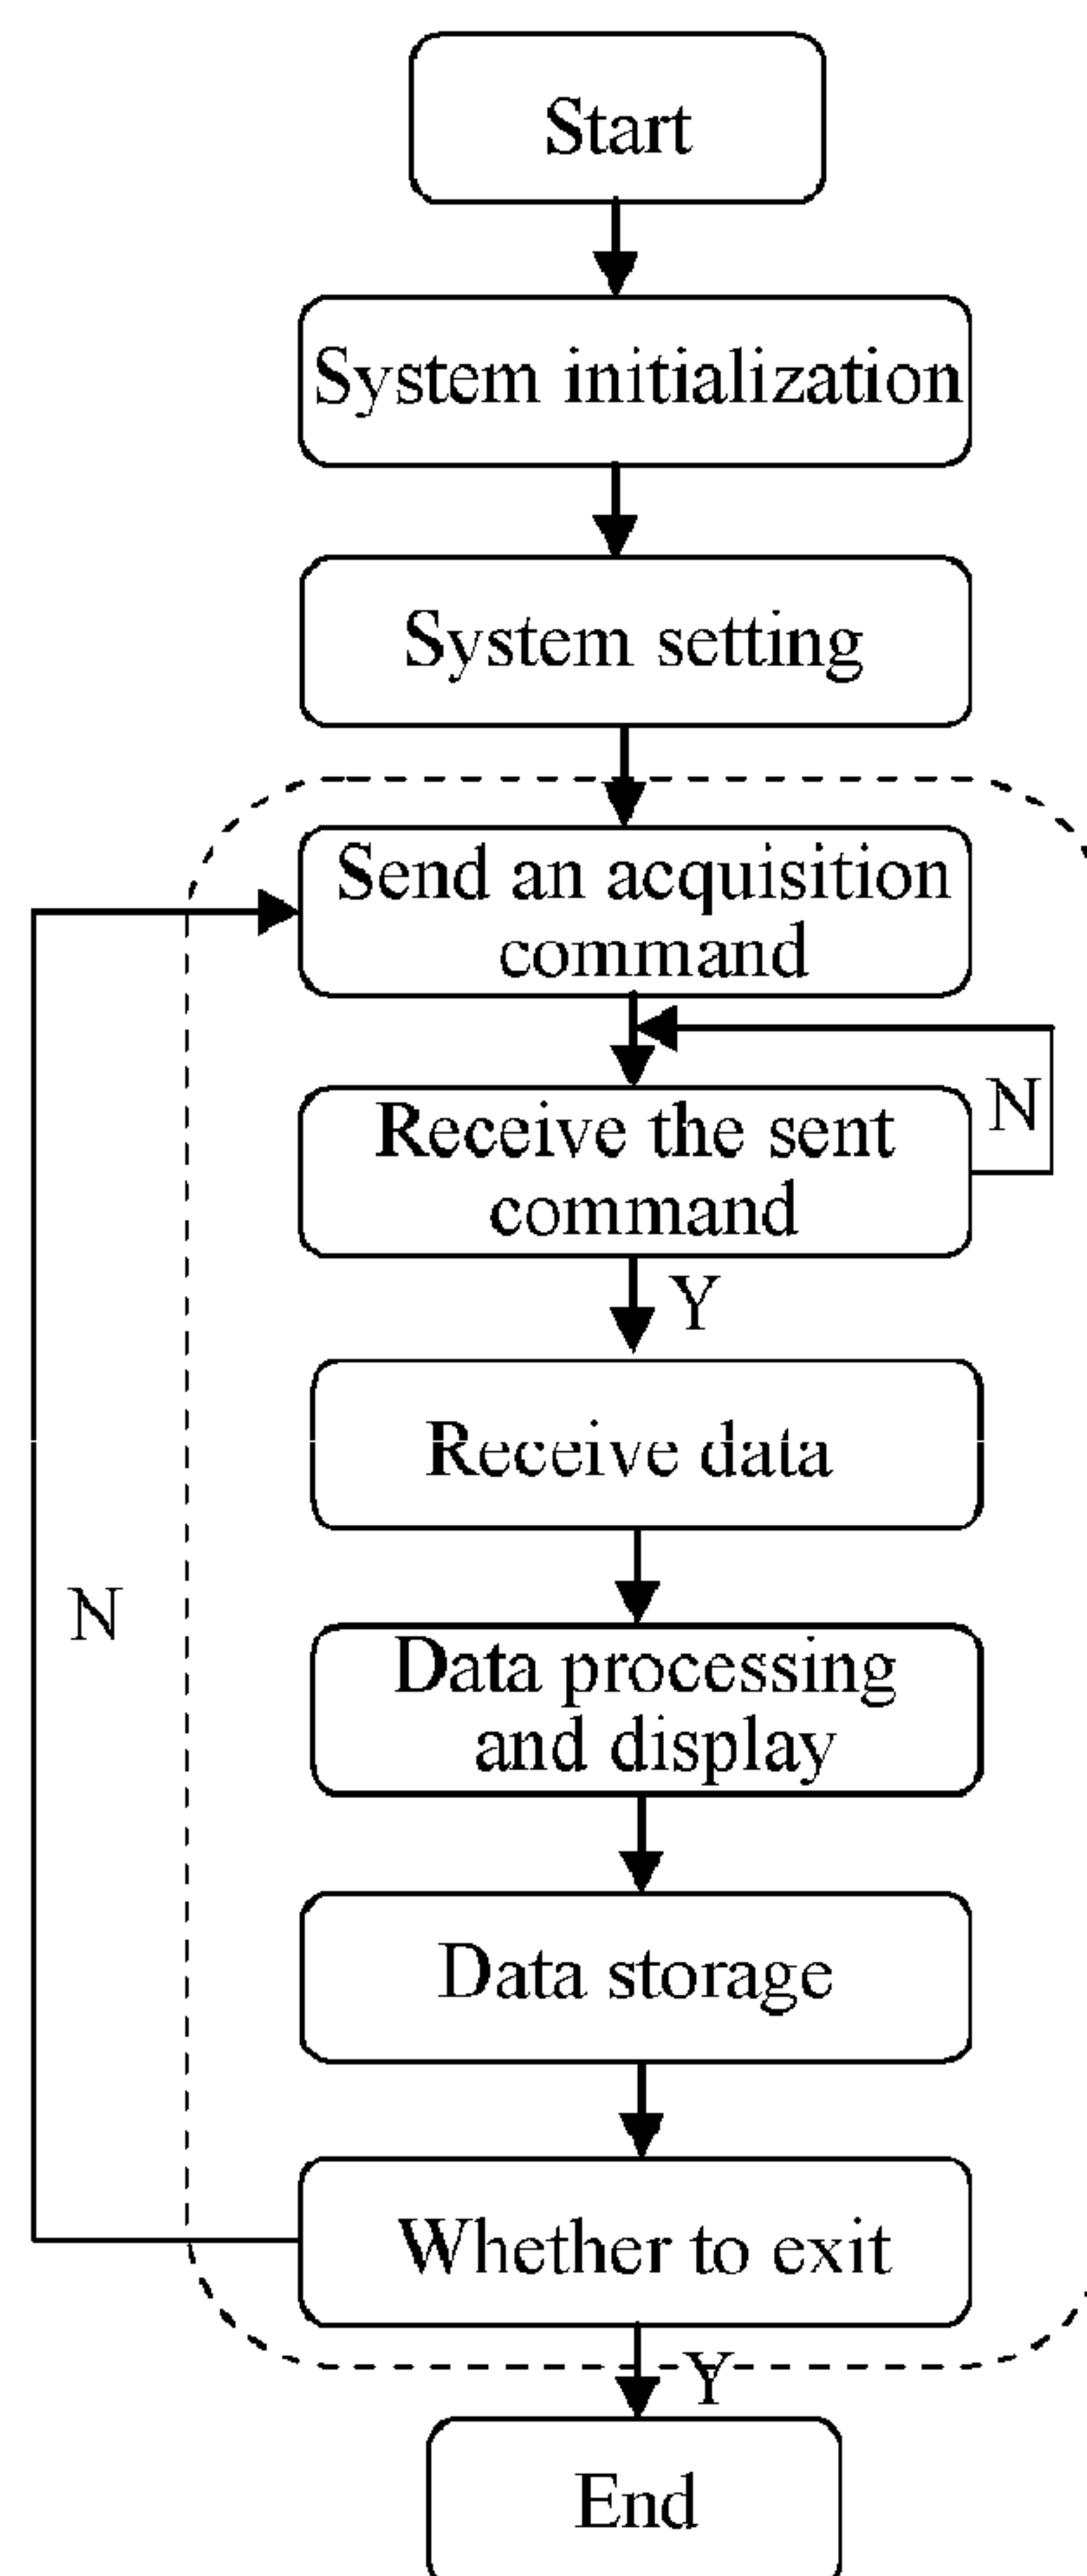 Start
System initialization
System setting
Send an acquisition
command
N
Receive the sent
command
Y
Receive data
N
Data processing
and display
Data storage
Whether to exit
Y
End